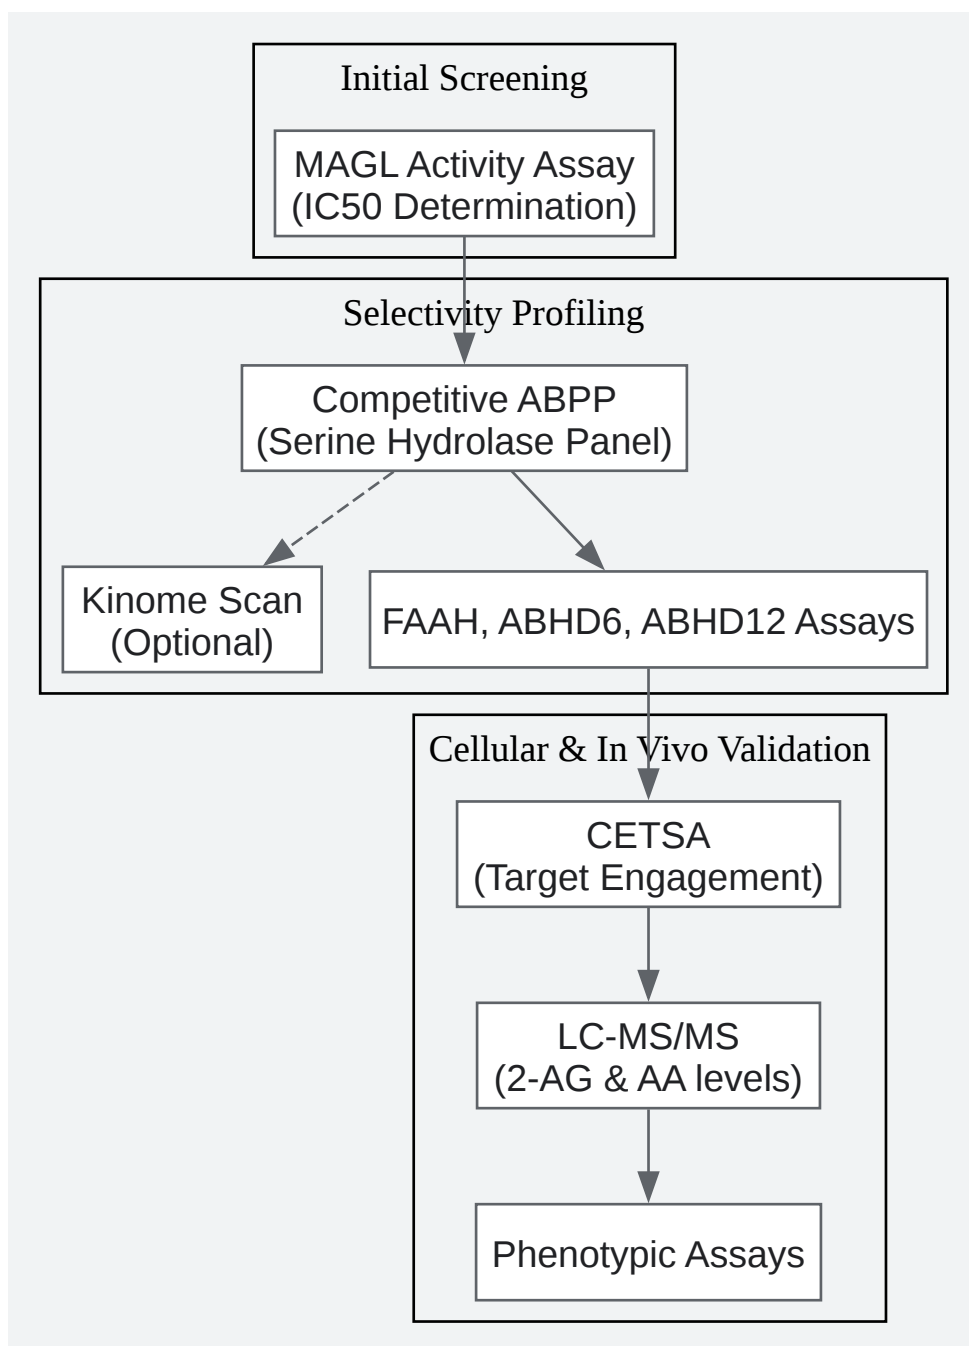 Initial Screening
MAGL Activity Assay
(IC50 Determination)
Selectivity Profiling
Competitive ABPP
(Serine Hydrolase Panel)
Kinome Scan
(Optional)
FAAH, ABHD6, ABHD12 Assays
Cellular & In Vivo Validation
CETSA
(Target Engagement)
LC-MS/MS
(2-AG & AA levels)
Phenotypic Assays